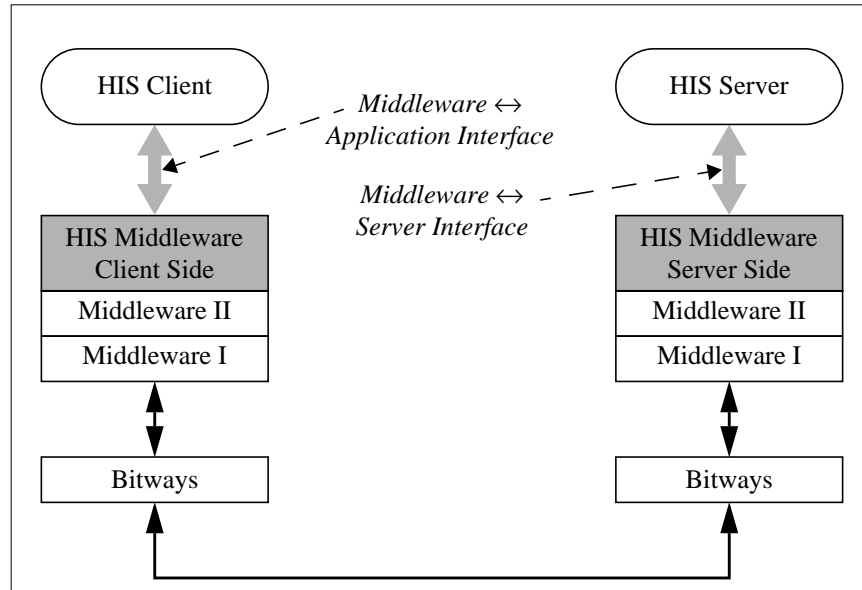 HIS Client
HIS Server
Middleware ↔
Application Interface
Middleware ↔
Server Interface
HIS Middleware
Client Side
Middleware II
Middleware I
HIS Middleware
Server Side
Middleware II
Middleware I
Bitways
Bitways